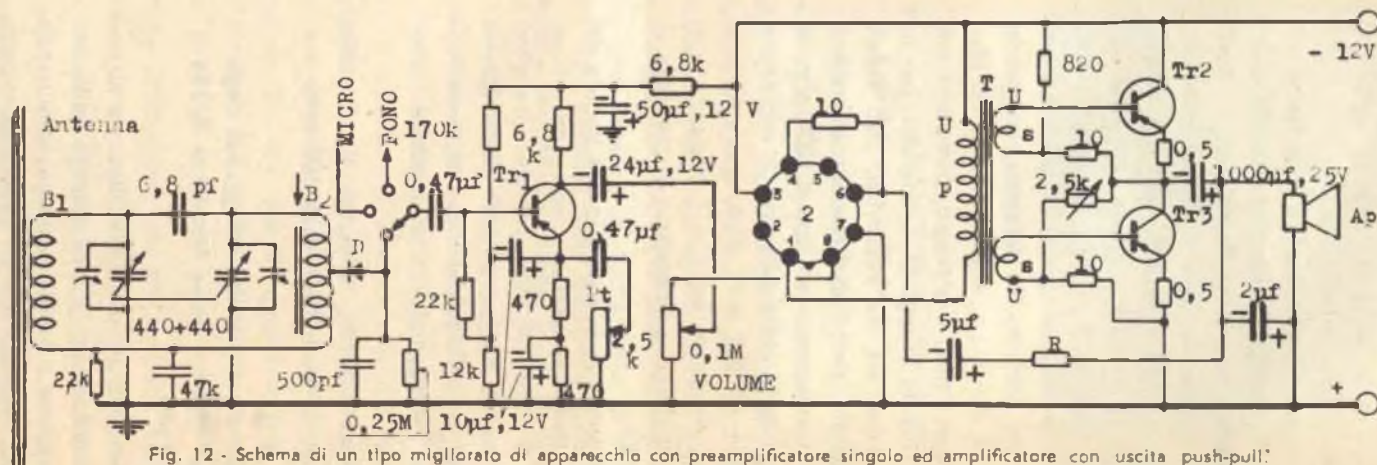 Antenna
6,8 pf
B1
B2
D
440+440
22k
47k
MICRO
FONO
170k
0,47µf
500pf
0,25M
22k
12k
10µf,12V
6,8
k
Tr1
24µf,12V
0,47µf
470
470
1t
2,5
k
6,8k
50µf,12 V
0,1M
VOLUME
10
1
2
3
4
5
6
7
8
2
5µf
R
U
p
T
U
s
s
U
820
10
2,5k
10
Tr2
0,5
Tr3
0,5
1000µf,25V
2µf
Ap
- 12V
+
Fig. 12 - Schema di un tipo migliorato di apparecchio con preamplificatore singolo ed amplificatore con uscita push-pull.